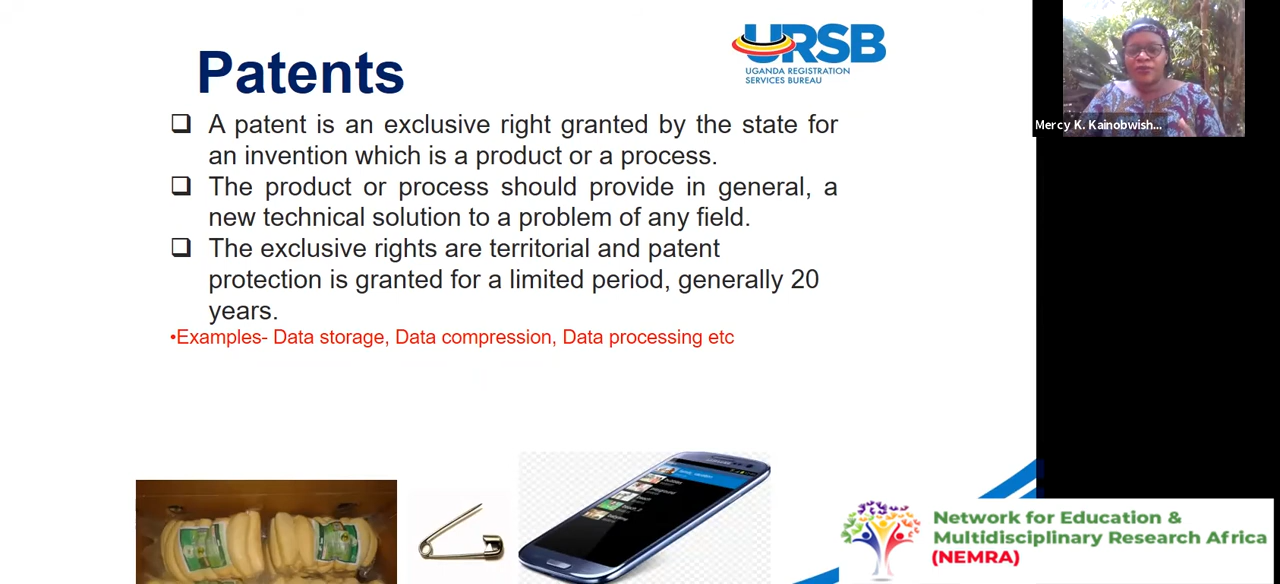 Patents
URSB
UGANDA REGISTRATION
SERVICES BUREAU
A patent is an exclusive right granted by the state for
an invention which is a product or a process.
The product or process should provide in general, a
new technical solution to a problem of any field.
The exclusive rights are territorial and patent
protection is granted for a limited period, generally 20
years.
•Examples- Data storage, Data compression, Data processing etc
Mercy K. Kainobwish...
Network for Education &
Multidisciplinary Research Africa
(NEMRA)